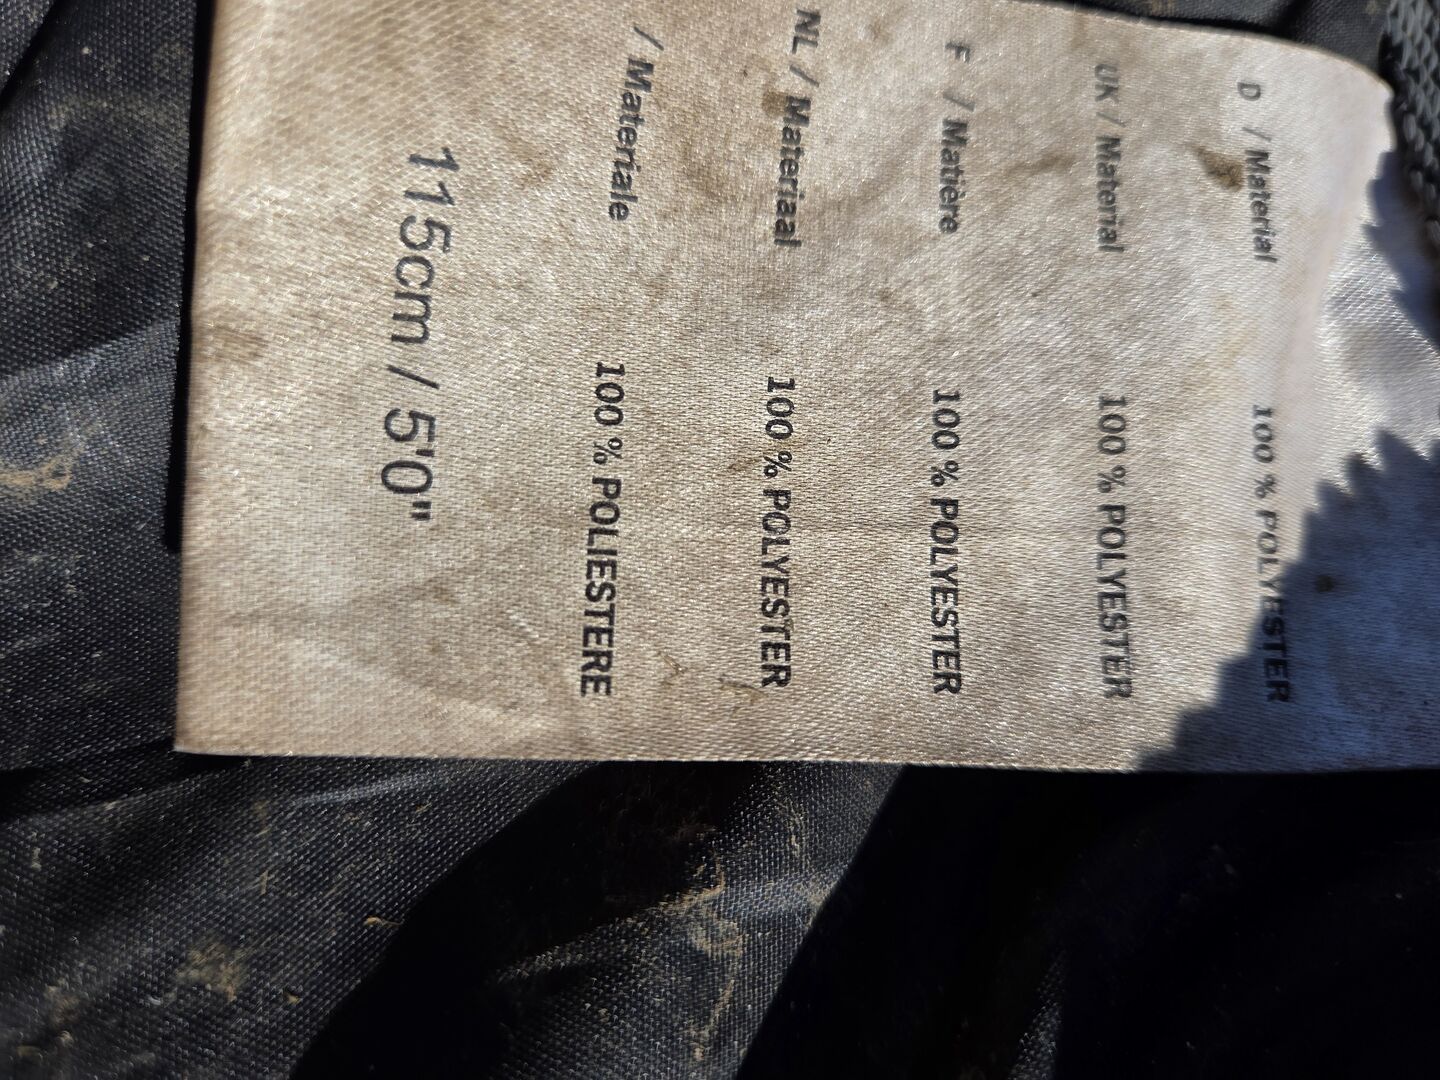 D / Material 100 % POLYESTER
UK / Material 100 % POLYESTER
F / Matière 100 % POLYESTER
NL / Materiaal 100 % POLYESTER
/ Materiale 100 % POLIESTERE
115cm / 5'0"